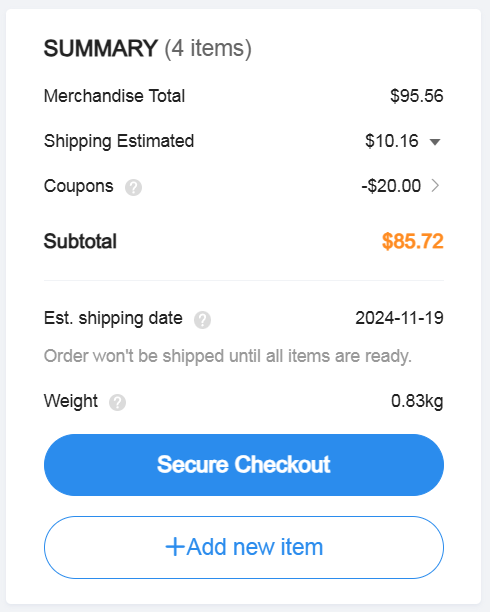 SUMMARY (4 items)
Merchandise Total $95.56
Shipping Estimated $10.16
Coupons ? -$20.00
Subtotal $85.72
Est. shipping date ? 2024-11-19
Order won't be shipped until all items are ready.
Weight ? 0.83kg
Secure Checkout
+Add new item